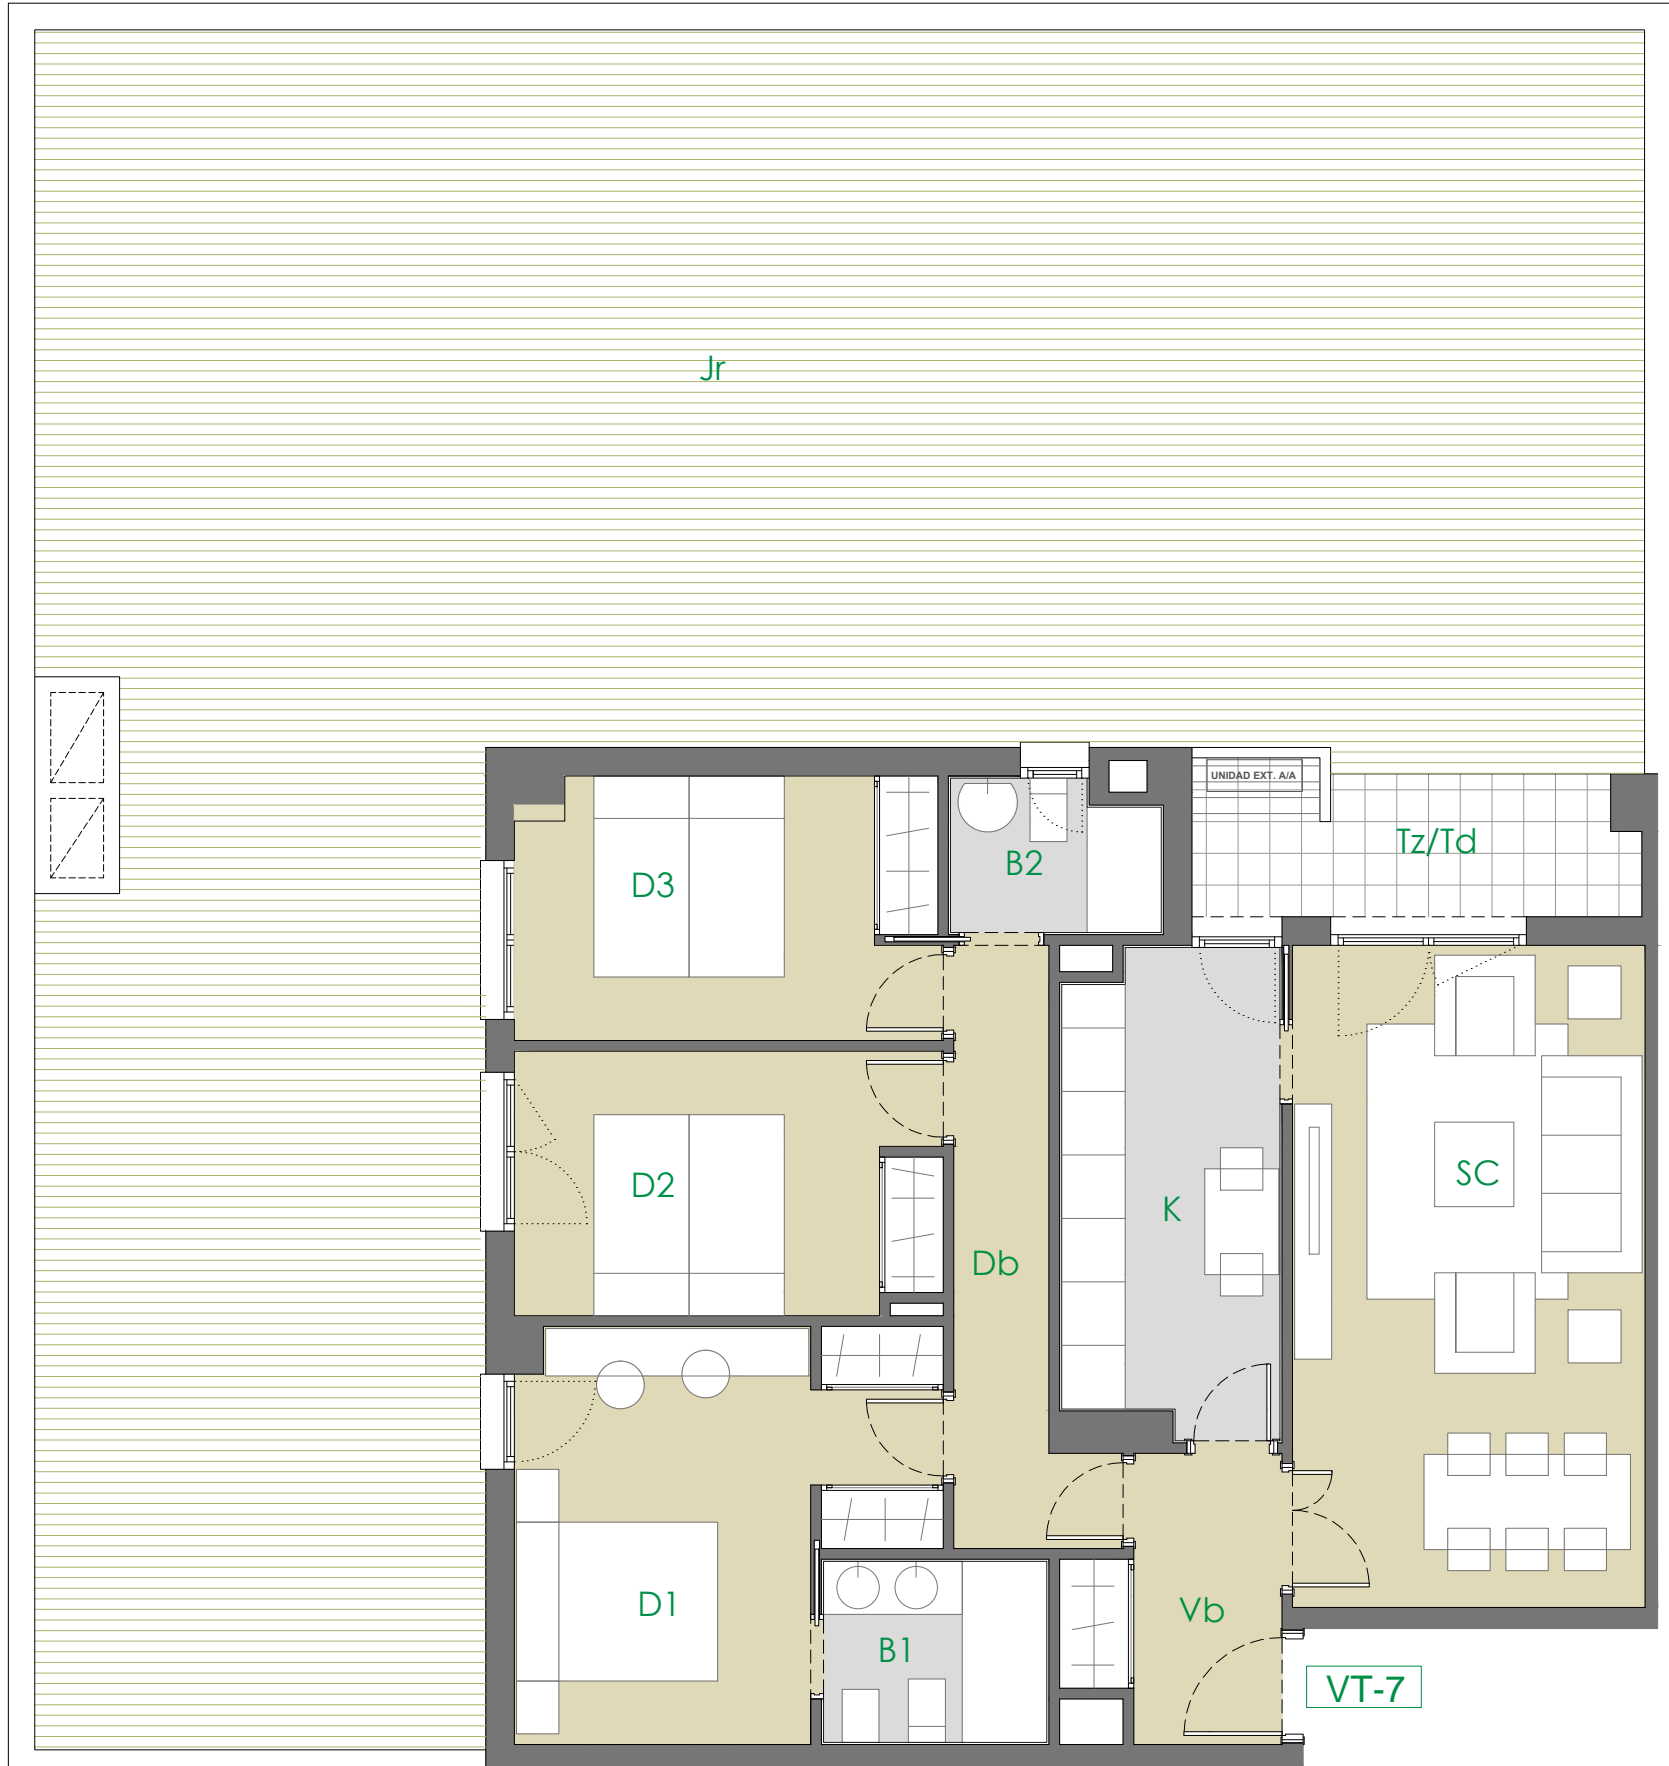 Jr
UNIDAD EXT. A/A
Tz/Td
B2
D3
SC
D2
K
Db
D1
Vb
B1
VT-7